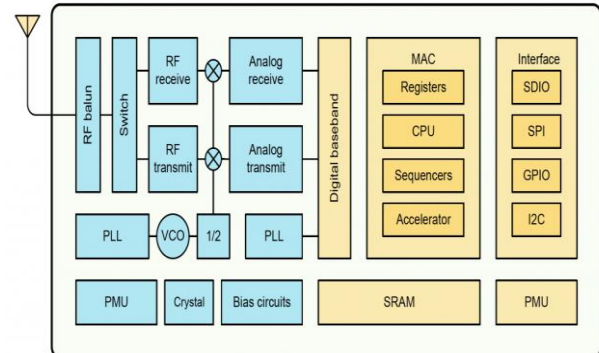 RF balun
Switch
RF
receive
Analog
receive
RF
transmit
Analog
transmit
Digital baseband
PLL
VCO
1/2
PLL
MAC
Registers
CPU
Sequencers
Accelerator
Interface
SDIO
SPI
GPIO
I2C
PMU
Crystal
Bias circuits
SRAM
PMU